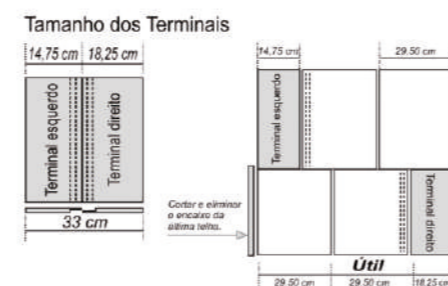 Tamanho dos Terminais
14,75 cm 18,25 cm
Terminal esquerdo
Terminal direito
33 cm
14,75 cm
29.50 cm
Terminal esquerdo
Cortar e eliminar
o encaixe da
última telha.
Terminal direito
Útil
29.50 cm 29.50 cm 18.25 cm